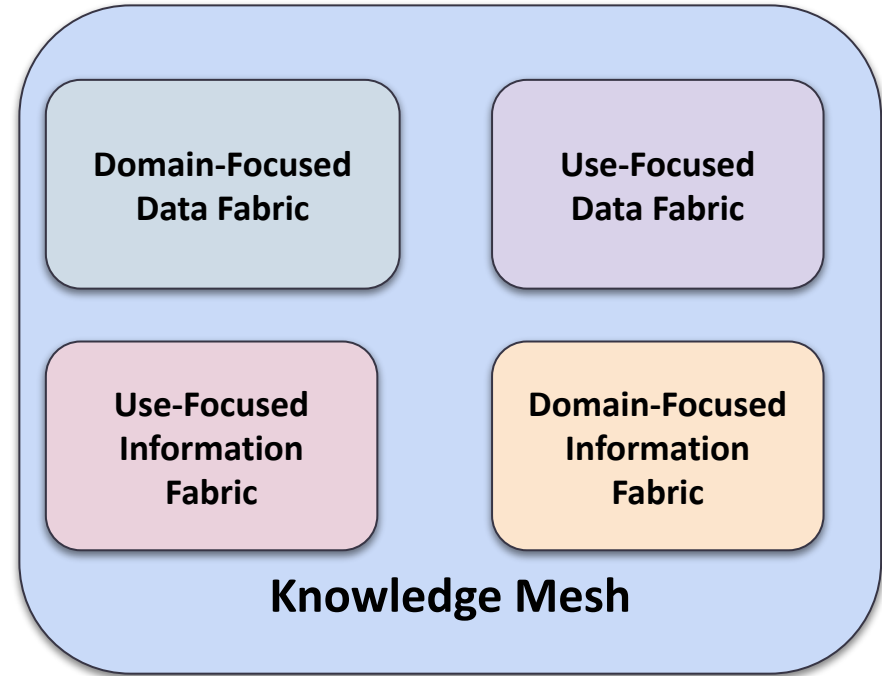 Domain-Focused
Data Fabric
Use-Focused
Data Fabric
Use-Focused
Information
Fabric
Domain-Focused
Information
Fabric
Knowledge Mesh